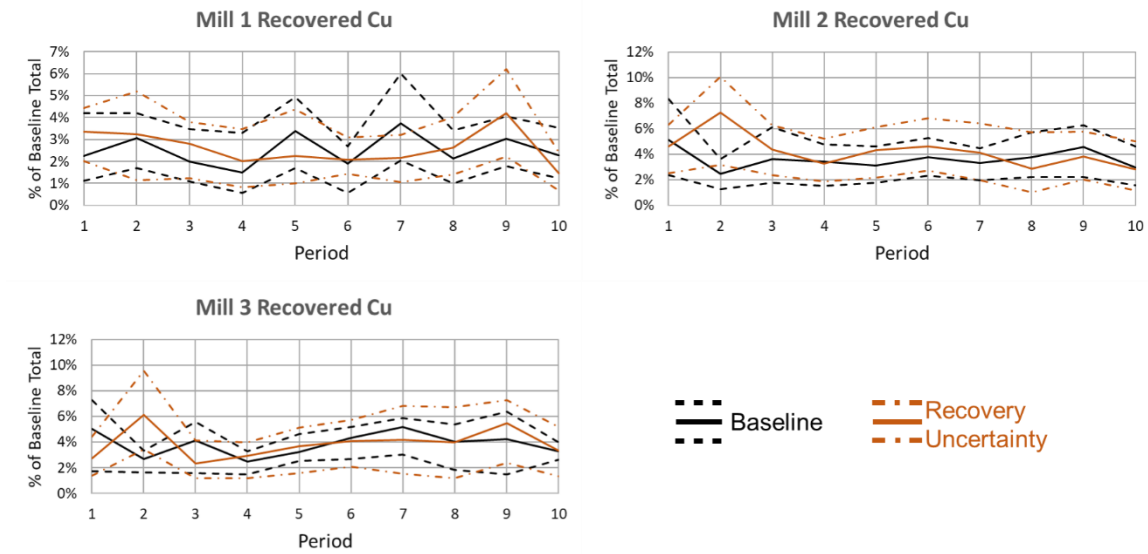 Mill 1 Recovered Cu
% of Baseline Total
7%
6%
5%
4%
3%
2%
1%
0%
1 2 3 4 5 6 7 8 9 10
Period
Mill 2 Recovered Cu
% of Baseline Total
12%
10%
8%
6%
4%
2%
0%
1 2 3 4 5 6 7 8 9 10
Period
Mill 3 Recovered Cu
% of Baseline Total
12%
10%
8%
6%
4%
2%
0%
1 2 3 4 5 6 7 8 9 10
Period
Baseline
Recovery
Uncertainty